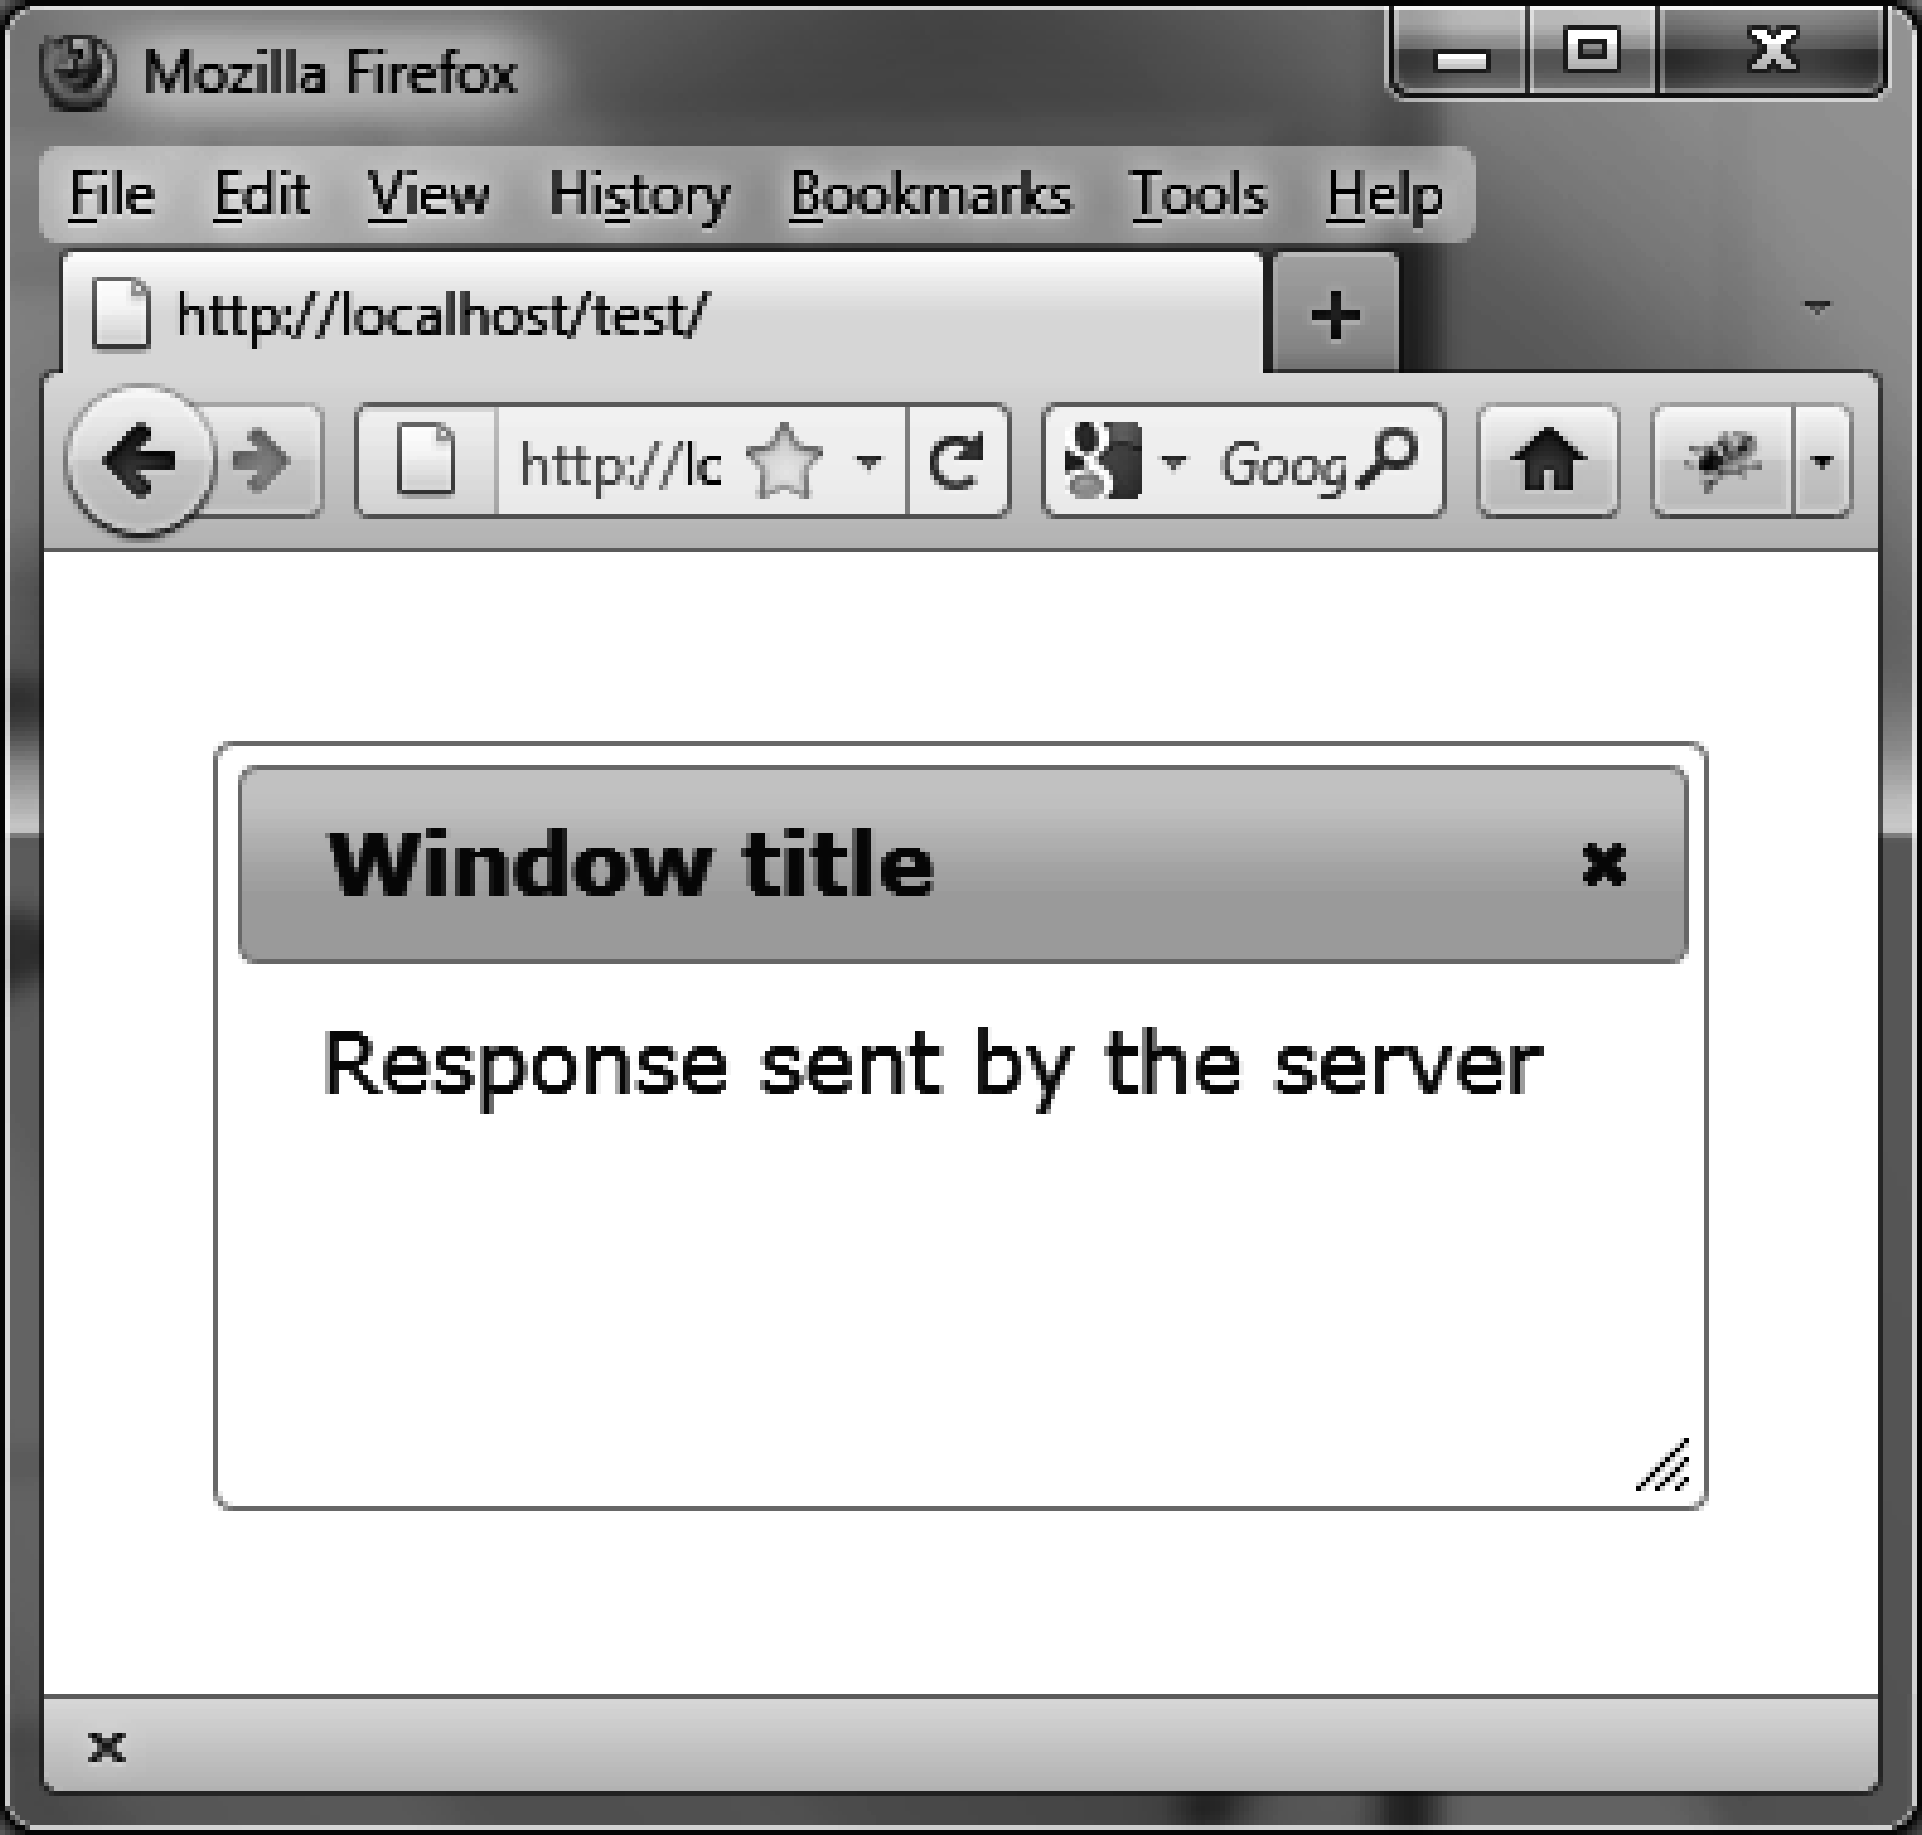 Mozilla Firefox
File Edit View History Bookmarks Tools Help
http://localhost/test/
http://lc Goog
Window title
Response sent by the server